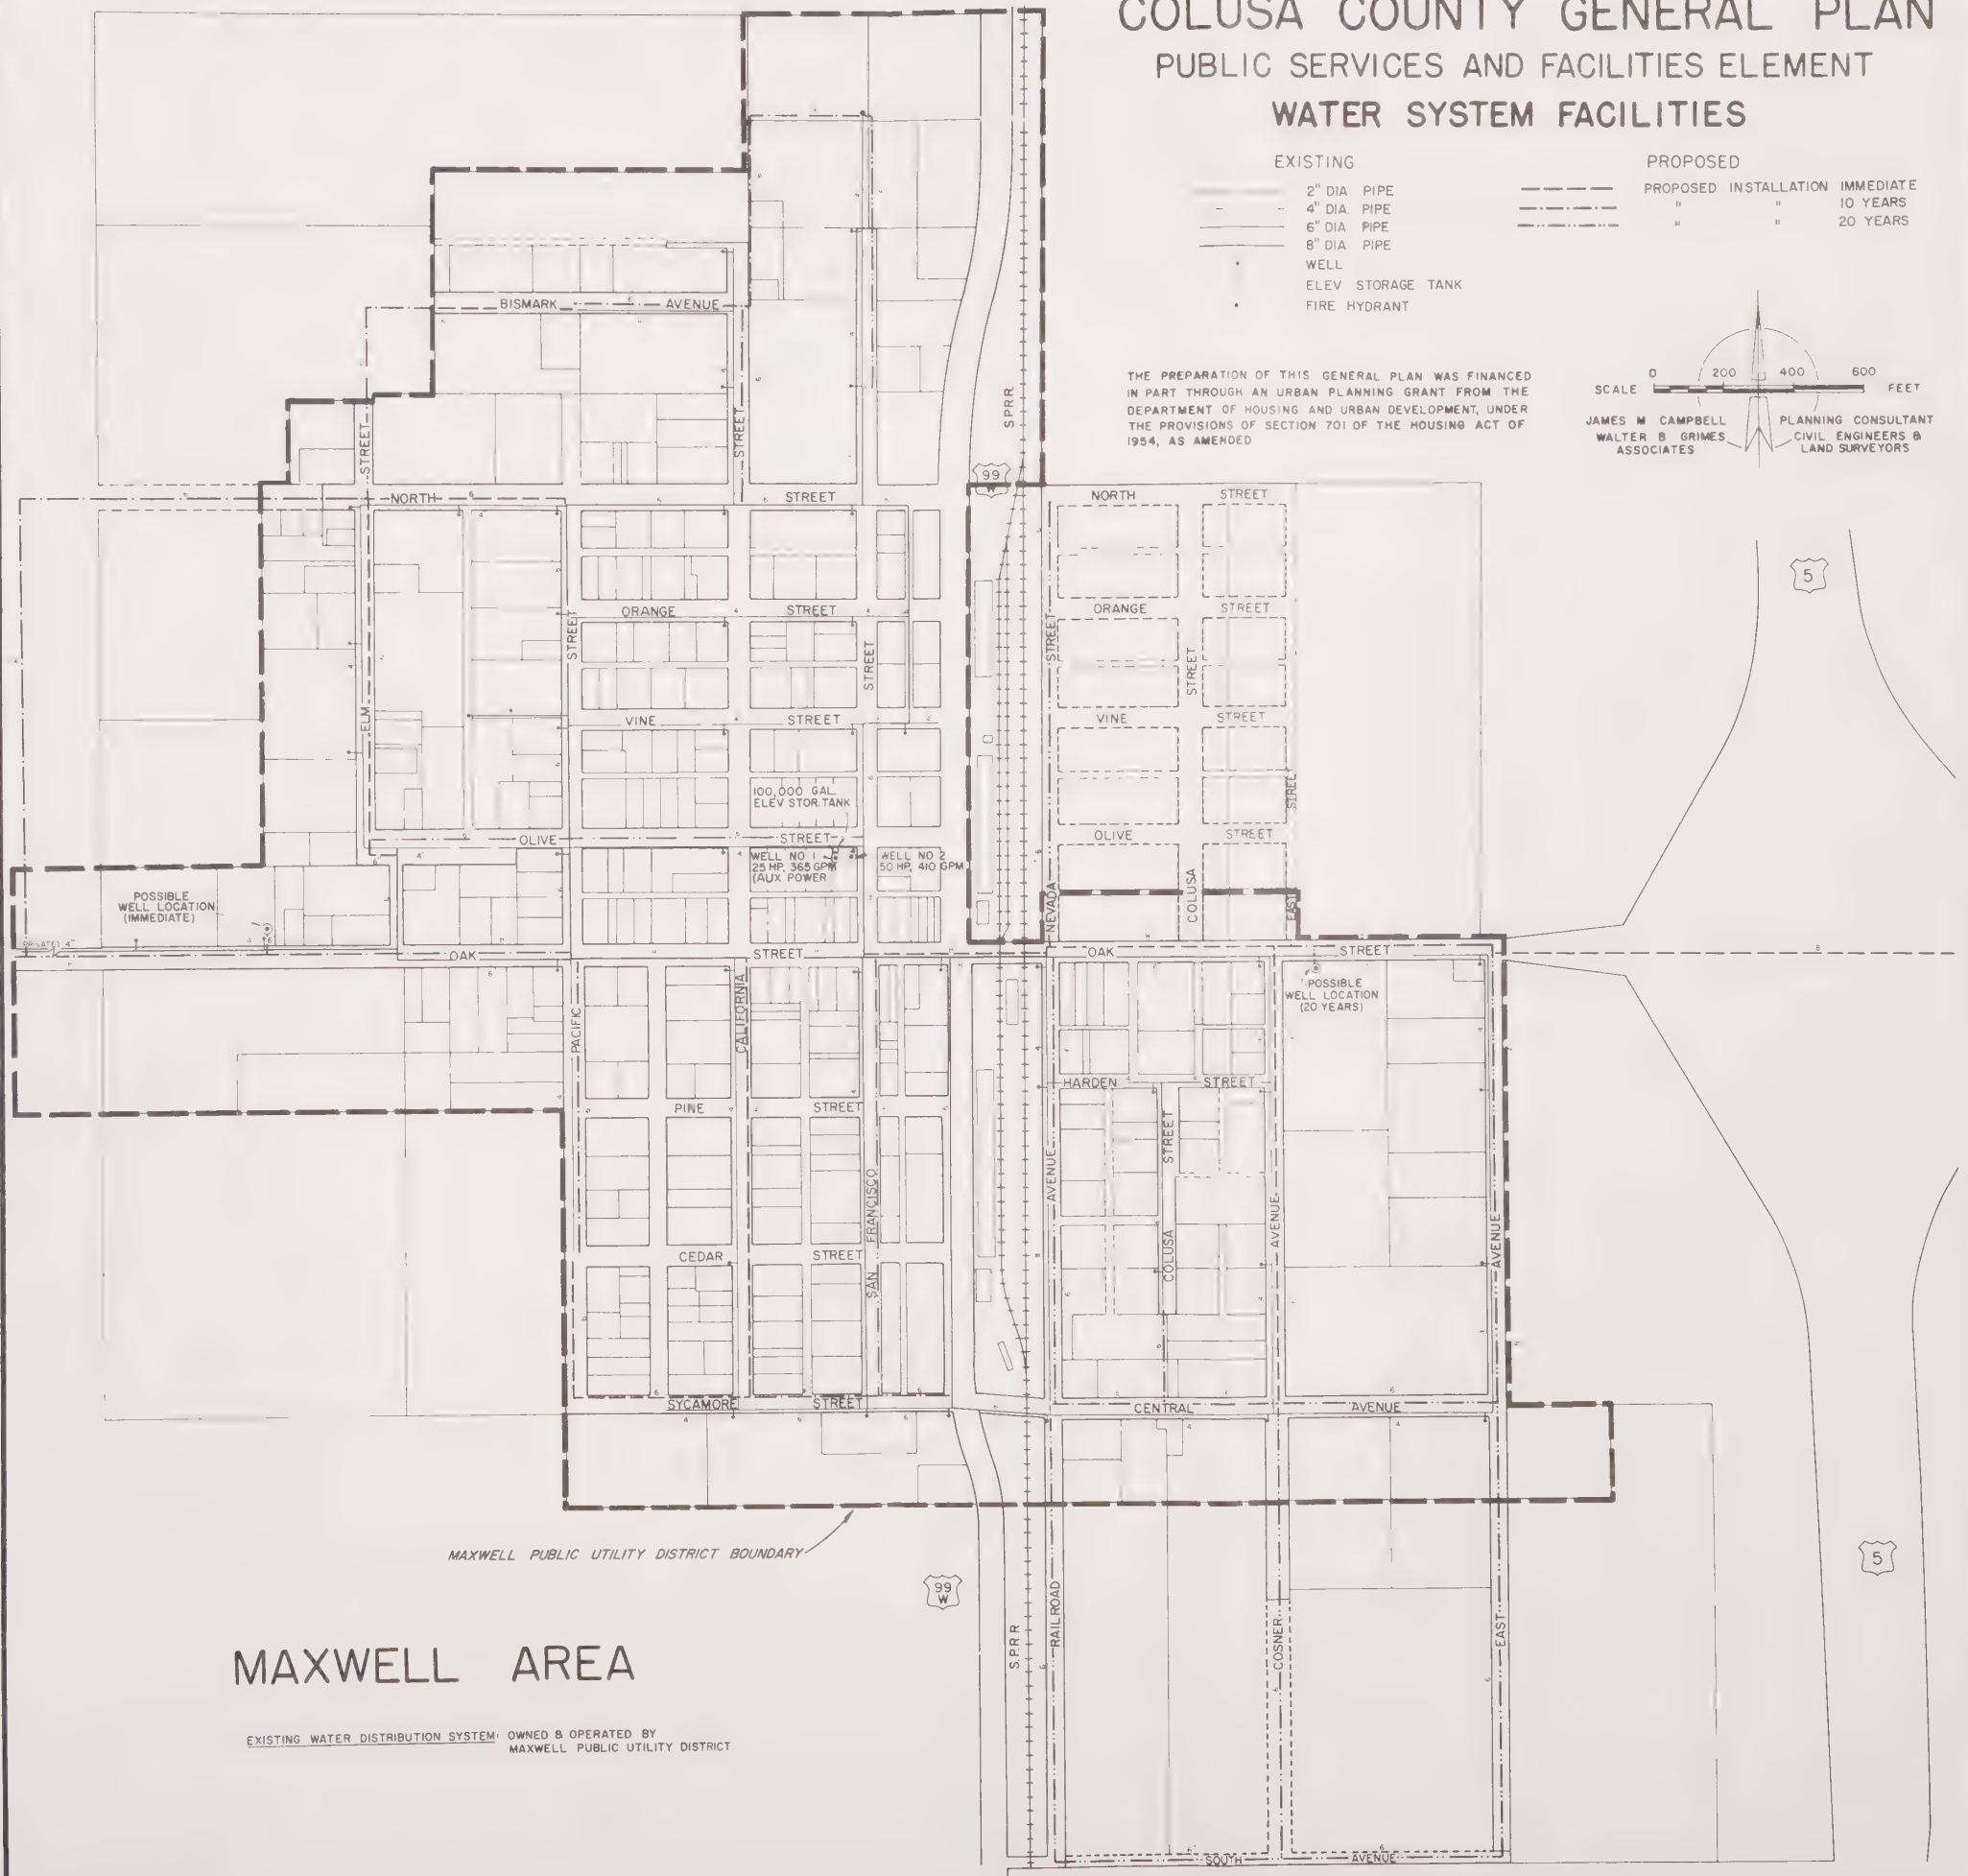 COLUSA COUNTY GENERAL PLAN
PUBLIC SERVICES AND FACILITIES ELEMENT
WATER SYSTEM FACILITIES
EXISTING
2" DIA PIPE
4" DIA. PIPE
6" DIA PIPE
8" DIA PIPE
WELL
ELEV STORAGE TANK
FIRE HYDRANT
PROPOSED
PROPOSED INSTALLATION IMMEDIATE
" " 10 YEARS
" " 20 YEARS
THE PREPARATION OF THIS GENERAL PLAN WAS FINANCED
IN PART THROUGH AN URBAN PLANNING GRANT FROM THE
DEPARTMENT OF HOUSING AND URBAN DEVELOPMENT, UNDER
THE PROVISIONS OF SECTION 701 OF THE HOUSING ACT OF
1954, AS AMENDED
0 200 400 600
SCALE FEET
JAMES M CAMPBELL PLANNING CONSULTANT
WALTER B GRIMES CIVIL ENGINEERS &
ASSOCIATES LAND SURVEYORS
BISMARK AVENUE
STREET
STREET
SPRR
99
W
NORTH STREET
NORTH STREET
5
ORANGE STREET
ORANGE STREET
STREET
STREET
STREET
STREET
ELM
VINE STREET
VINE STREET
100,000 GAL
ELEV STOR. TANK
STREET
OLIVE STREET
OLIVE STREET
WELL NO 1
25 HP, 365 GPM
(AUX POWER
WELL NO 2
50 HP, 410 GPM
POSSIBLE
WELL LOCATION
(IMMEDIATE)
NEVADA
COLUSA
EAST
PRIVATE) 4"
OAK STREET
OAK STREET
POSSIBLE
WELL LOCATION
(20 YEARS)
PACIFIC
CALIFORNIA
HARDEN STREET
PINE STREET
STREET
AVENUE
SAN FRANCISCO
COLUSA
AVENUE
AVENUE
CEDAR STREET
SYCAMORE STREET
CENTRAL AVENUE
MAXWELL PUBLIC UTILITY DISTRICT BOUNDARY
99
W
5
S.P.R.R
RAILROAD
COSNER
EAST
MAXWELL AREA
EXISTING WATER DISTRIBUTION SYSTEM: OWNED & OPERATED BY
MAXWELL PUBLIC UTILITY DISTRICT
SOUTH AVENUE